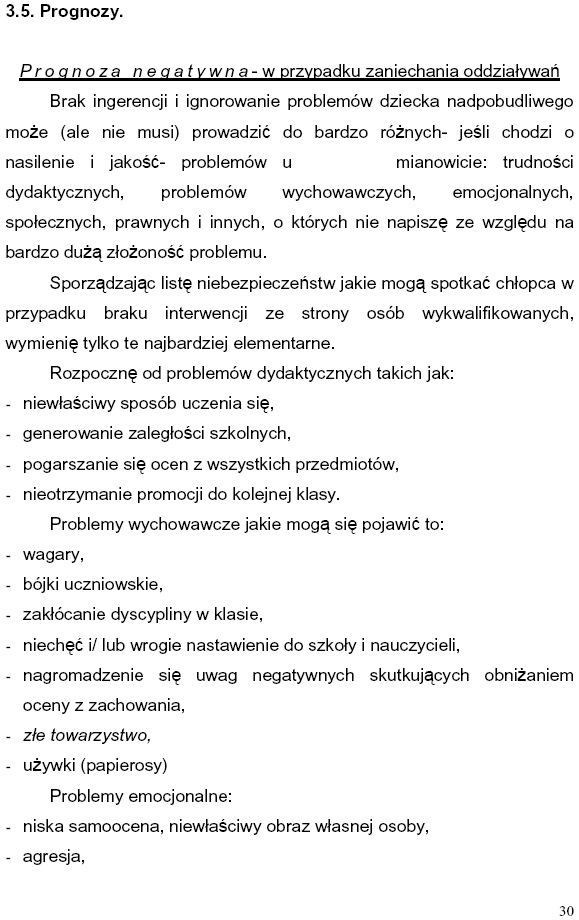 3.5. Prognozy.
Prognoza negatywna- w przypadku zaniechania oddziaływań
Brak ingerencji i ignorowanie problemów dziecka nadpobudliwego
może (ale nie musi) prowadzić do bardzo różnych- jeśli chodzi o
nasilenie i jakość- problemów u mianowicie: trudności
dydaktycznych, problemów wychowawczych, emocjonalnych,
społecznych, prawnych i innych, o których nie napiszę ze względu na
bardzo dużą złożoność problemu.
Sporządzając listę niebezpieczeństw jakie mogą spotkać chłopca w
przypadku braku interwencji ze strony osób wykwalifikowanych,
wymienię tylko te najbardziej elementarne.
Rozpocznę od problemów dydaktycznych takich jak:
- niewłaściwy sposób uczenia się,
- generowanie zaległości szkolnych,
- pogarszanie się ocen z wszystkich przedmiotów,
- nieotrzymanie promocji do kolejnej klasy.
Problemy wychowawcze jakie mogą się pojawić to:
- wagary,
- bójki uczniowskie,
- zakłócanie dyscypliny w klasie,
- niechęć i/ lub wrogie nastawienie do szkoły i nauczycieli,
- nagromadzenie się uwag negatywnych skutkujących obniżaniem
oceny z zachowania,
- złe towarzystwo,
- używki (papierosy)
Problemy emocjonalne:
- niska samoocena, niewłaściwy obraz własnej osoby,
- agresja,
30